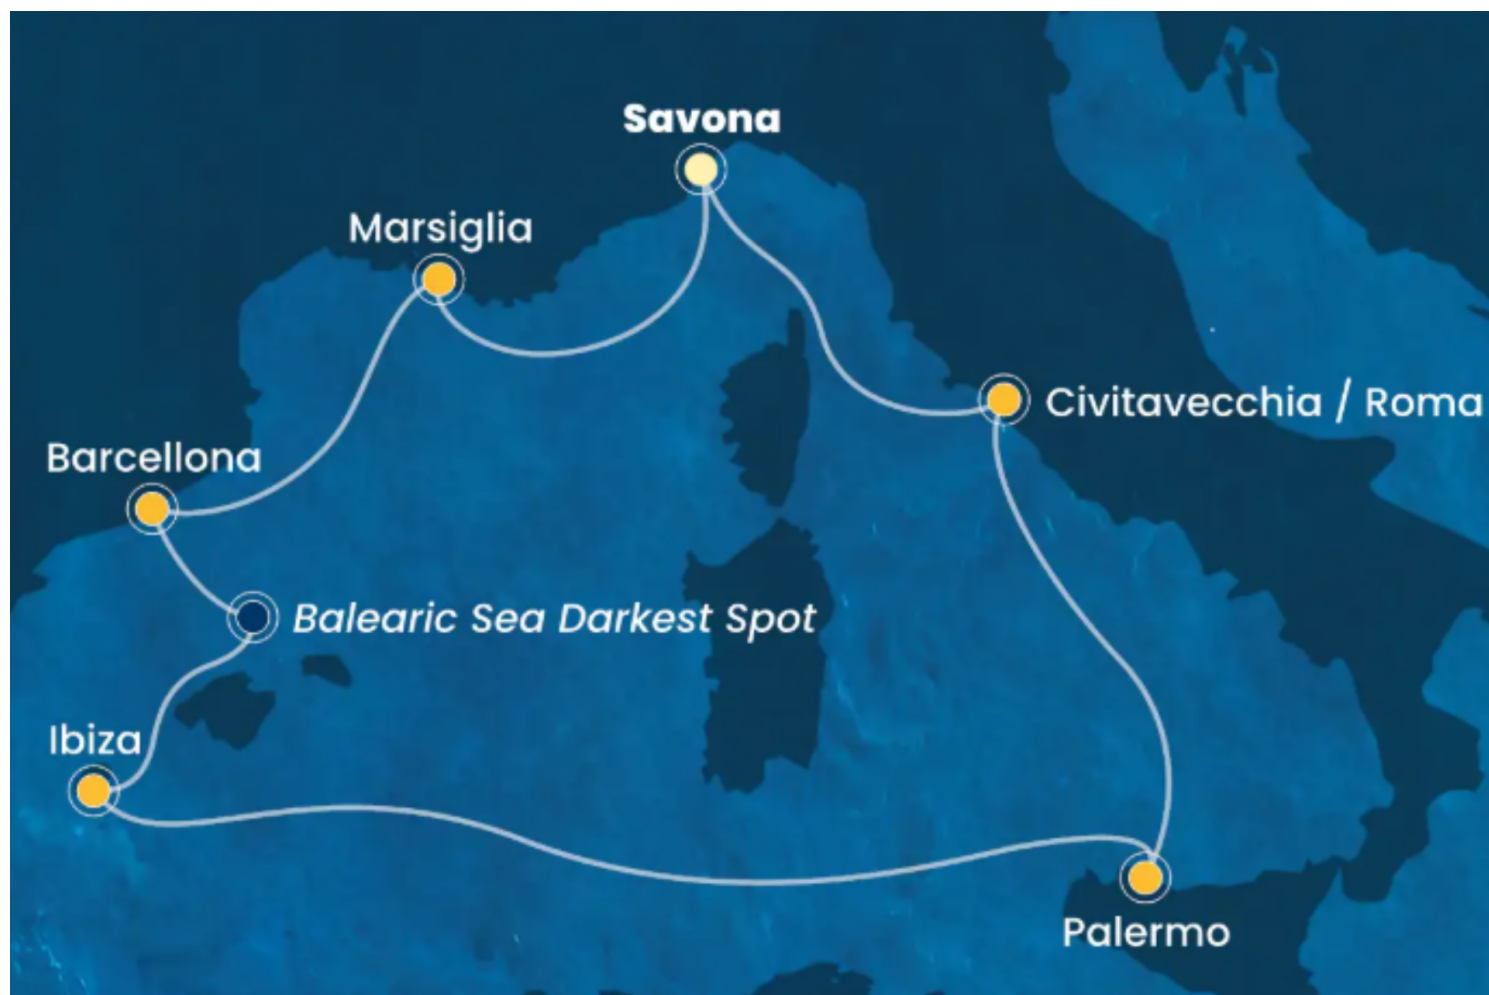 Savona
Marsiglia
Civitavecchia / Roma
Barcellona
Balearic Sea Darkest Spot
Ibiza
Palermo